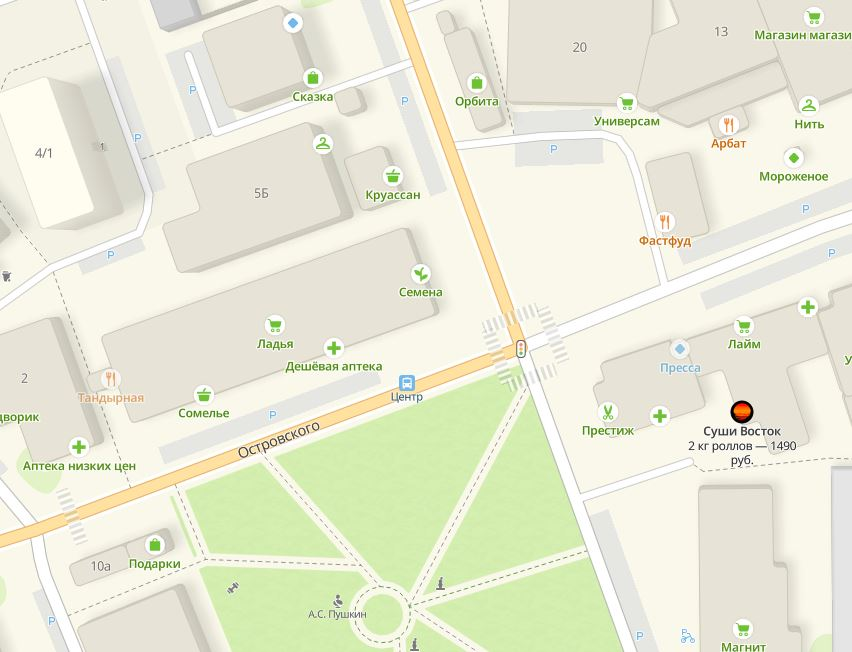 20
13
Магазин магази
Сказка
P
P
Орбита
Универсам
Нить
Арбат
P
P
4/1
5Б
Круассан
Мороженое
P
Фастфуд
P
P
Семена
Ладья
Дешёвая аптека
Лайм
Пресса
У
2
Тандырная
Сомелье
P
Центр
дворик
Престиж
Суши Восток
2 кг роллов — 1490
руб.
Островского
Аптека низких цен
10а
Подарки
А.С. Пушкин
P
P
Магнит